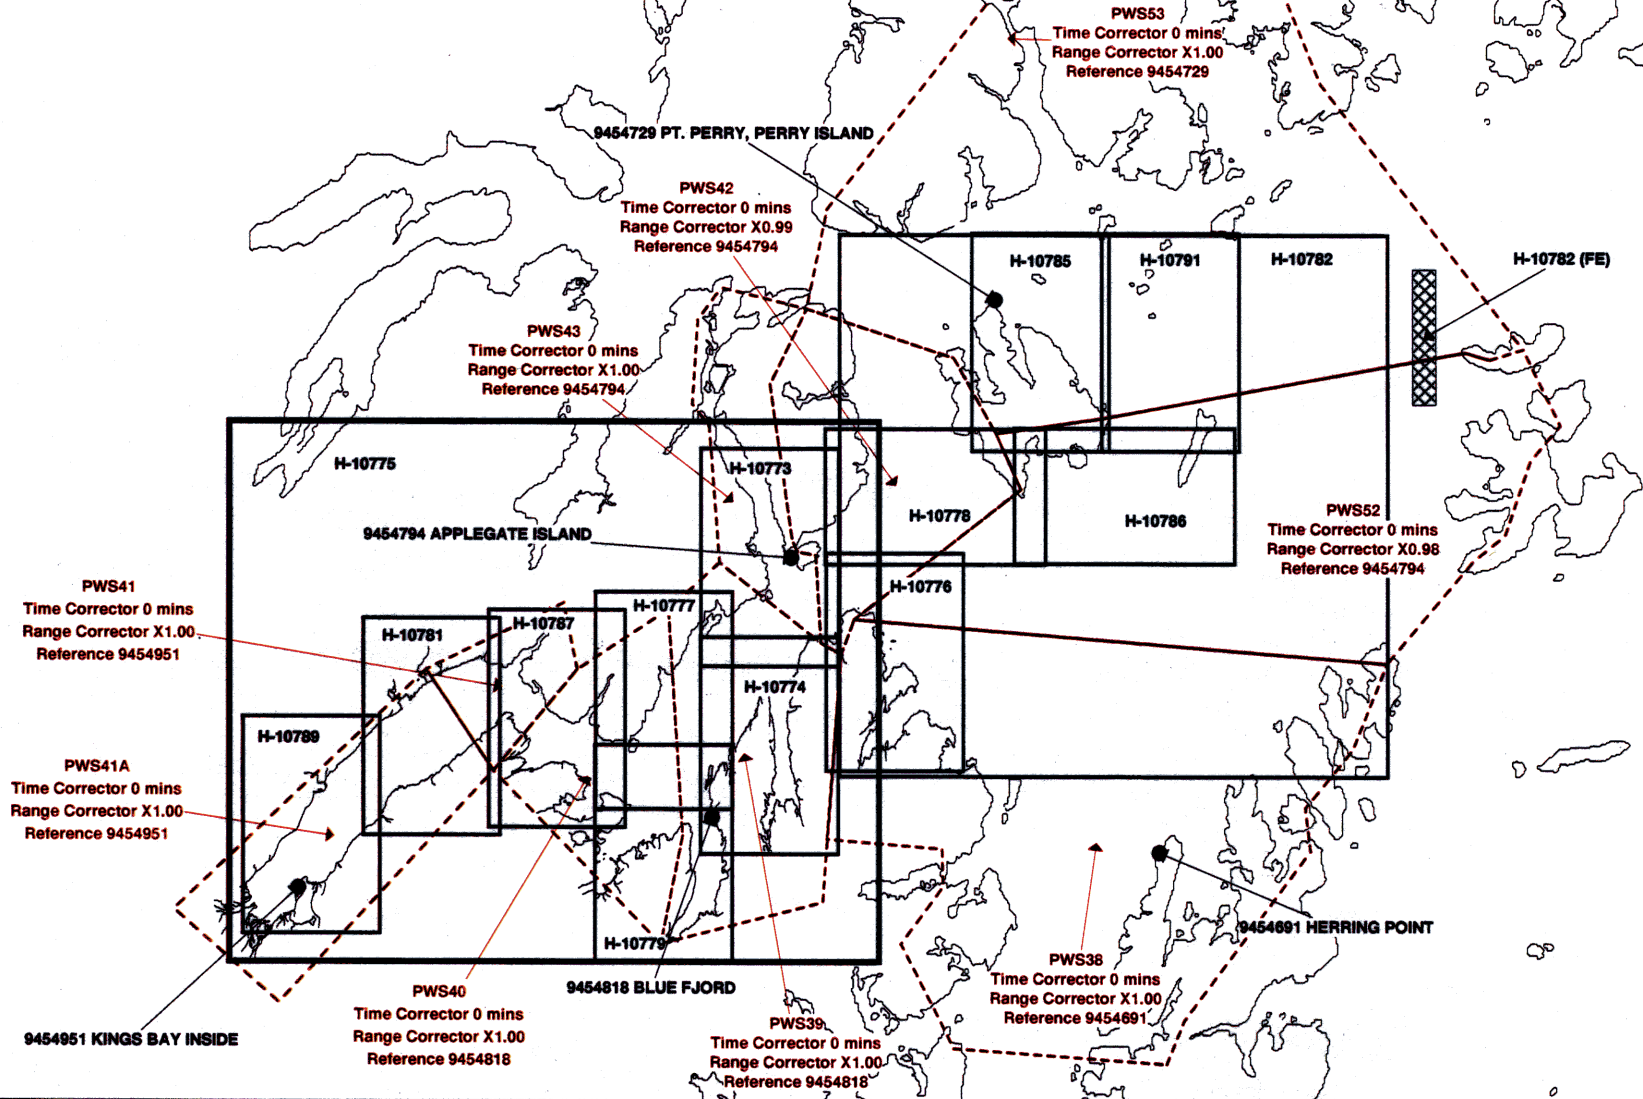 PWS53
Time Corrector 0 mins
Range Corrector X1.00
Reference 9454729
9454729 PT. PERRY, PERRY ISLAND
PWS42
Time Corrector 0 mins
Range Corrector X0.99
Reference 9454794
H-10785
H-10791
H-10782
H-10782 (FE)
PWS43
Time Corrector 0 mins
Range Corrector X1.00
Reference 9454794
H-10775
H-10773
H-10778
H-10786
PWS52
Time Corrector 0 mins
Range Corrector X0.98
Reference 9454794
9454794 APPLEGATE ISLAND
PWS41
Time Corrector 0 mins
Range Corrector X1.00
Reference 9454951
H-10781
H-10787
H-10777
H-10776
H-10774
H-10789
PWS41A
Time Corrector 0 mins
Range Corrector X1.00
Reference 9454951
H-10779
9454691 HERRING POINT
PWS38
Time Corrector 0 mins
Range Corrector X1.00
Reference 9454691
9454818 BLUE FJORD
PWS40
Time Corrector 0 mins
Range Corrector X1.00
Reference 9454818
PWS39
Time Corrector 0 mins
Range Corrector X1.00
Reference 9454818
9454951 KINGS BAY INSIDE